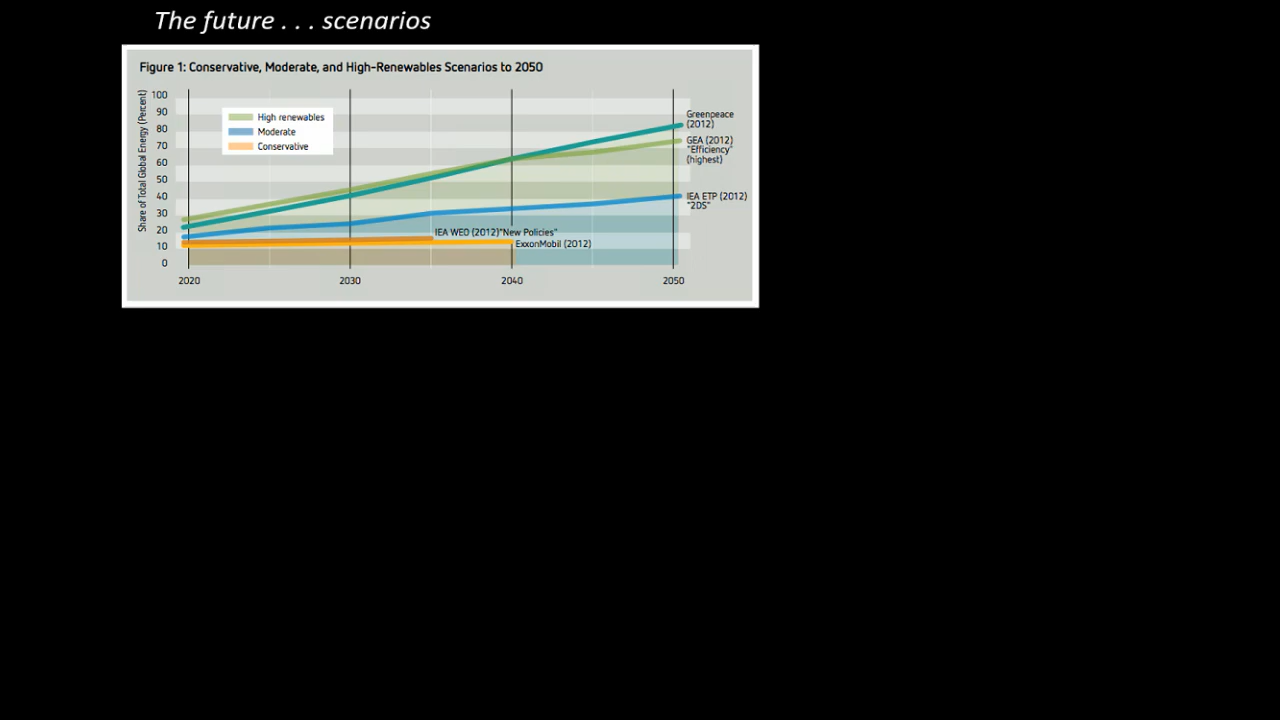 The future . . . scenarios
Figure 1: Conservative, Moderate, and High-Renewables Scenarios to 2050
Share of Total Global Energy (Percent)
100
90
80
70
60
50
40
30
20
10
0
High renewables
Moderate
Conservative
Greenpeace
(2012)
GEA (2012)
"Efficiency"
(highest)
IEA ETP (2012)
"2DS"
IEA WEO (2012)"New Policies"
ExxonMobil (2012)
2020
2030
2040
2050